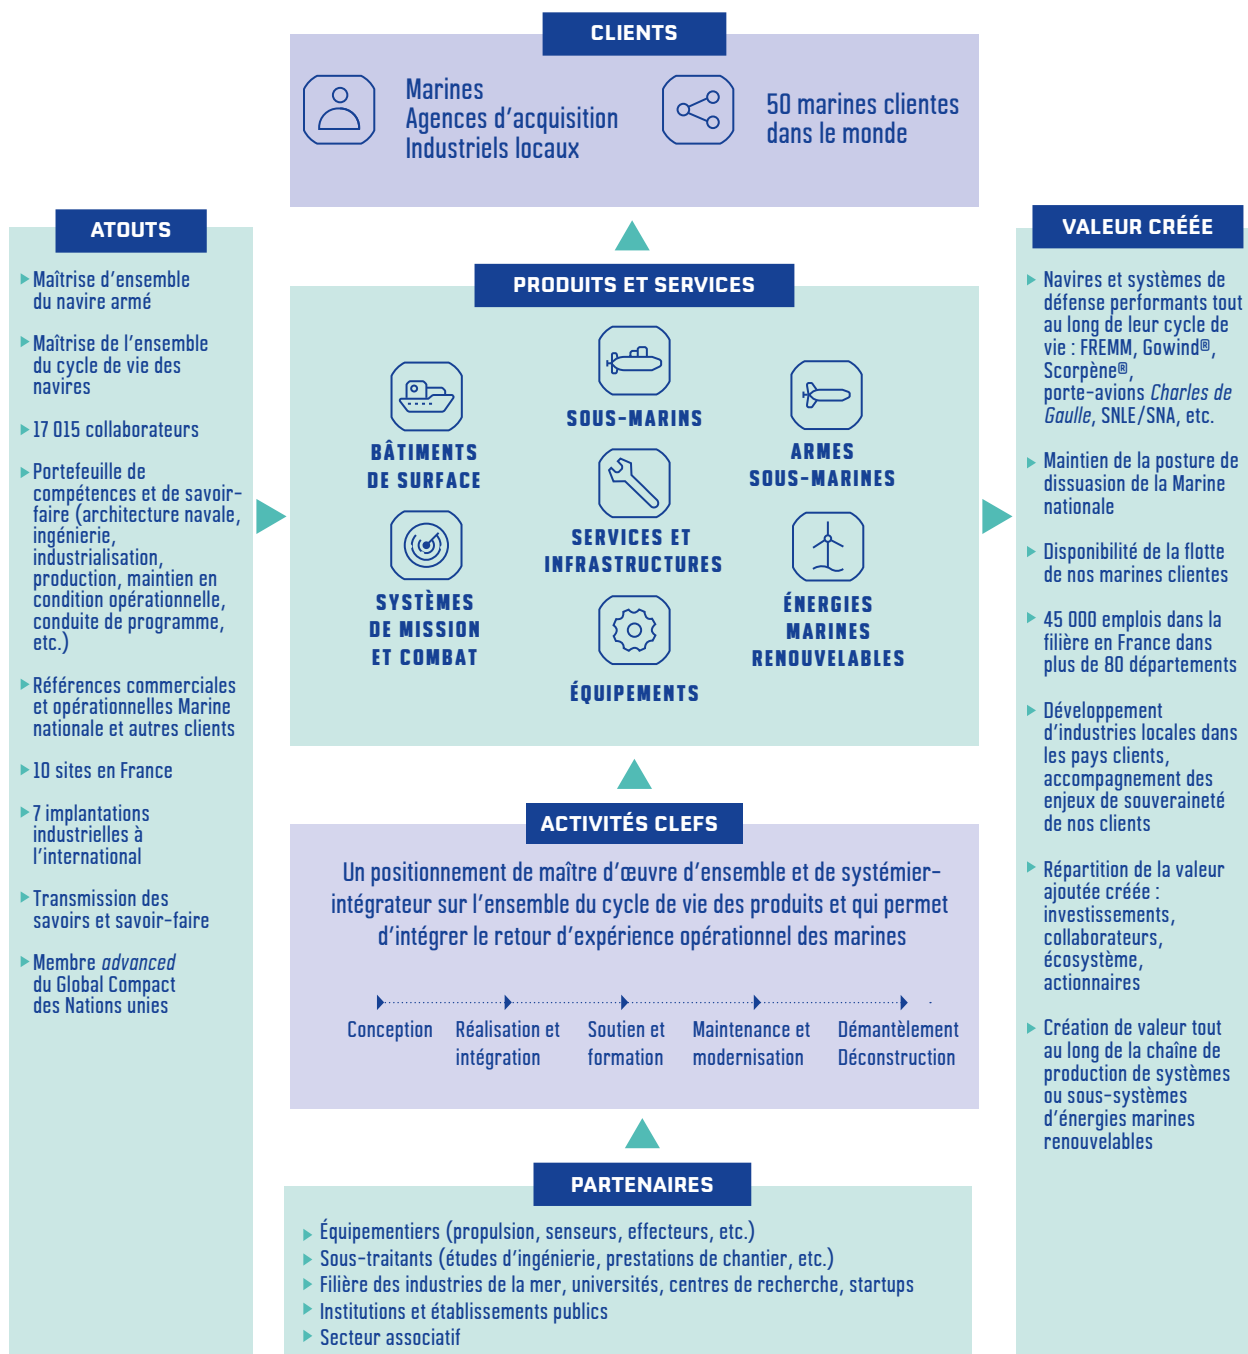 CLIENTS
Marines
Agences d'acquisition
Industriels locaux
50 marines clientes
dans le monde
ATOUTS
Maîtrise d'ensemble
du navire armé
Maîtrise de l'ensemble
du cycle de vie des
navires
17 015 collaborateurs
Portefeuille de
compétences et de savoir-
faire (architecture navale,
ingénierie,
industrialisation,
production, maintien en
condition opérationnelle,
conduite de programme,
etc.)
Références commerciales
et opérationnelles Marine
nationale et autres clients
10 sites en France
7 implantations
industrielles à
l'international
Transmission des
savoirs et savoir-faire
Membre advanced
du Global Compact
des Nations unies
PRODUITS ET SERVICES
BÂTIMENTS
DE SURFACE
SOUS-MARINS
ARMES
SOUS-MARINES
SYSTÈMES
DE MISSION
ET COMBAT
SERVICES ET
INFRASTRUCTURES
ÉNERGIES
MARINES
RENOUVELABLES
ÉQUIPEMENTS
ACTIVITÉS CLEFS
Un positionnement de maître d'œuvre d'ensemble et de systémier-
intégrateur sur l'ensemble du cycle de vie des produits et qui permet
d'intégrer le retour d'expérience opérationnel des marines
Conception
Réalisation et
intégration
Soutien et
formation
Maintenance et
modernisation
Démantèlement
Déconstruction
PARTENAIRES
Équipementiers (propulsion, senseurs, effecteurs, etc.)
Sous-traitants (études d'ingénierie, prestations de chantier, etc.)
Filière des industries de la mer, universités, centres de recherche, startups
Institutions et établissements publics
Secteur associatif
VALEUR CRÉÉE
Navires et systèmes de
défense performants tout
au long de leur cycle de
vie : FREMM, Gowind®,
Scorpène®,
porte-avions Charles de
Gaulle, SNLE/SNA, etc.
Maintien de la posture de
dissuasion de la Marine
nationale
Disponibilité de la flotte
de nos marines clientes
45 000 emplois dans la
filière en France dans
plus de 80 départements
Développement
d'industries locales dans
les pays clients,
accompagnement des
enjeux de souveraineté
de nos clients
Répartition de la valeur
ajoutée créée :
investissements,
collaborateurs,
écosystème,
actionnaires
Création de valeur tout
au long de la chaîne de
production de systèmes
ou sous-systèmes
d'énergies marines
renouvelables